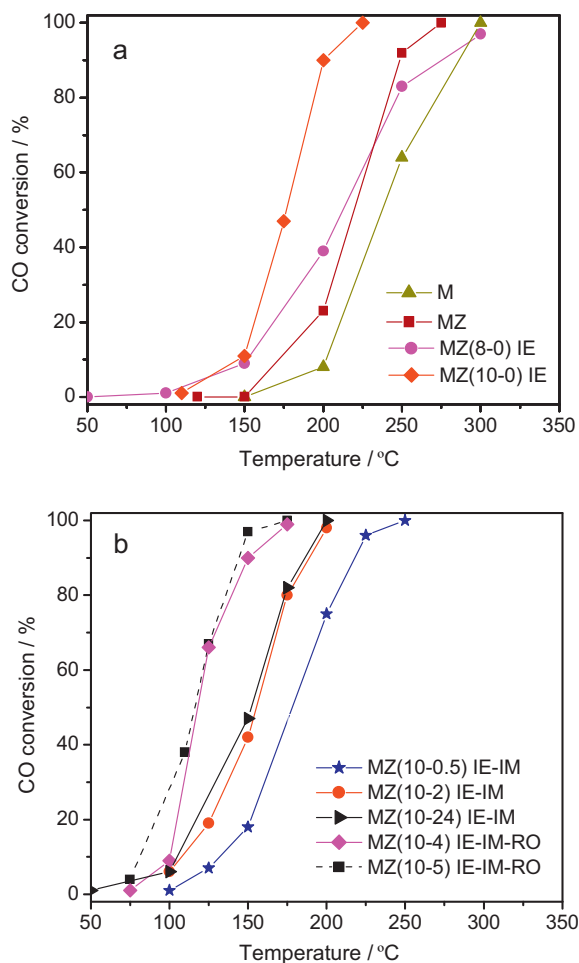 a
CO conversion / %
100
80
60
40
20
0
M
MZ
MZ(8-0) IE
MZ(10-0) IE
50 100 150 200 250 300 350
Temperature / ºC
b
CO conversion / %
100
80
60
40
20
0
MZ(10-0.5) IE-IM
MZ(10-2) IE-IM
MZ(10-24) IE-IM
MZ(10-4) IE-IM-RO
MZ(10-5) IE-IM-RO
50 100 150 200 250 300 350
Temperature / ºC